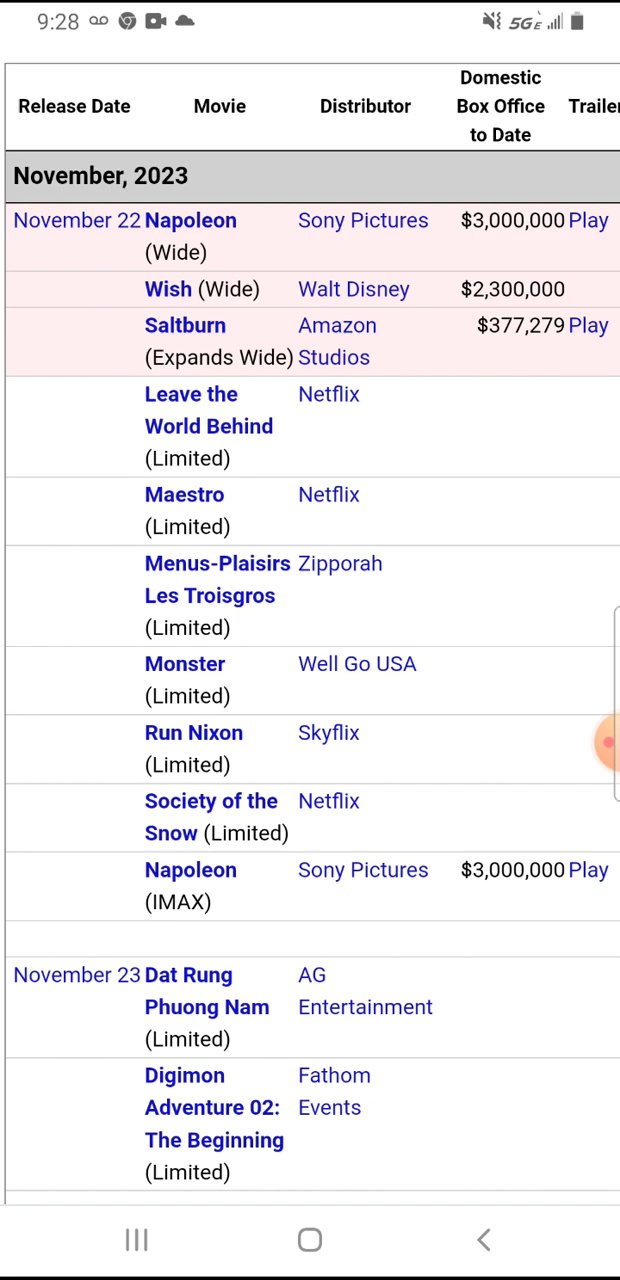 9:28
5GE
Domestic
Release Date Movie Distributor Box Office Trailer
to Date
November, 2023
November 22 Napoleon Sony Pictures $3,000,000 Play
(Wide)
Wish (Wide) Walt Disney $2,300,000
Saltburn Amazon $377,279 Play
(Expands Wide) Studios
Leave the Netflix
World Behind
(Limited)
Maestro Netflix
(Limited)
Menus-Plaisirs Zipporah
Les Troisgros
(Limited)
Monster Well Go USA
(Limited)
Run Nixon Skyflix
(Limited)
Society of the Netflix
Snow (Limited)
Napoleon Sony Pictures $3,000,000 Play
(IMAX)
November 23 Dat Rung AG
Phuong Nam Entertainment
(Limited)
Digimon Fathom
Adventure 02: Events
The Beginning
(Limited)